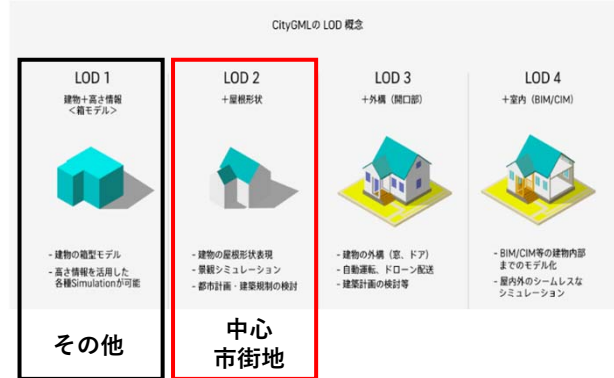 CityGMLの LOD 概念
LOD 1
建物+高さ情報
<箱モデル>
- 建物の箱型モデル
- 高さ情報を活用した
各種Simulationが可能
その他
LOD 2
+屋根形状
- 建物の屋根形状表現
- 景観シミュレーション
- 都市計画・建築規制の検討
中心
市街地
LOD 3
+外構（開口部）
- 建物の外構（窓、ドア）
- 自動運転、ドローン配送
- 建築計画の検討等
LOD 4
+室内（BIM/CIM）
- BIM/CIM等の建物内部
までのモデル化
- 屋内外のシームレスな
シミュレーション